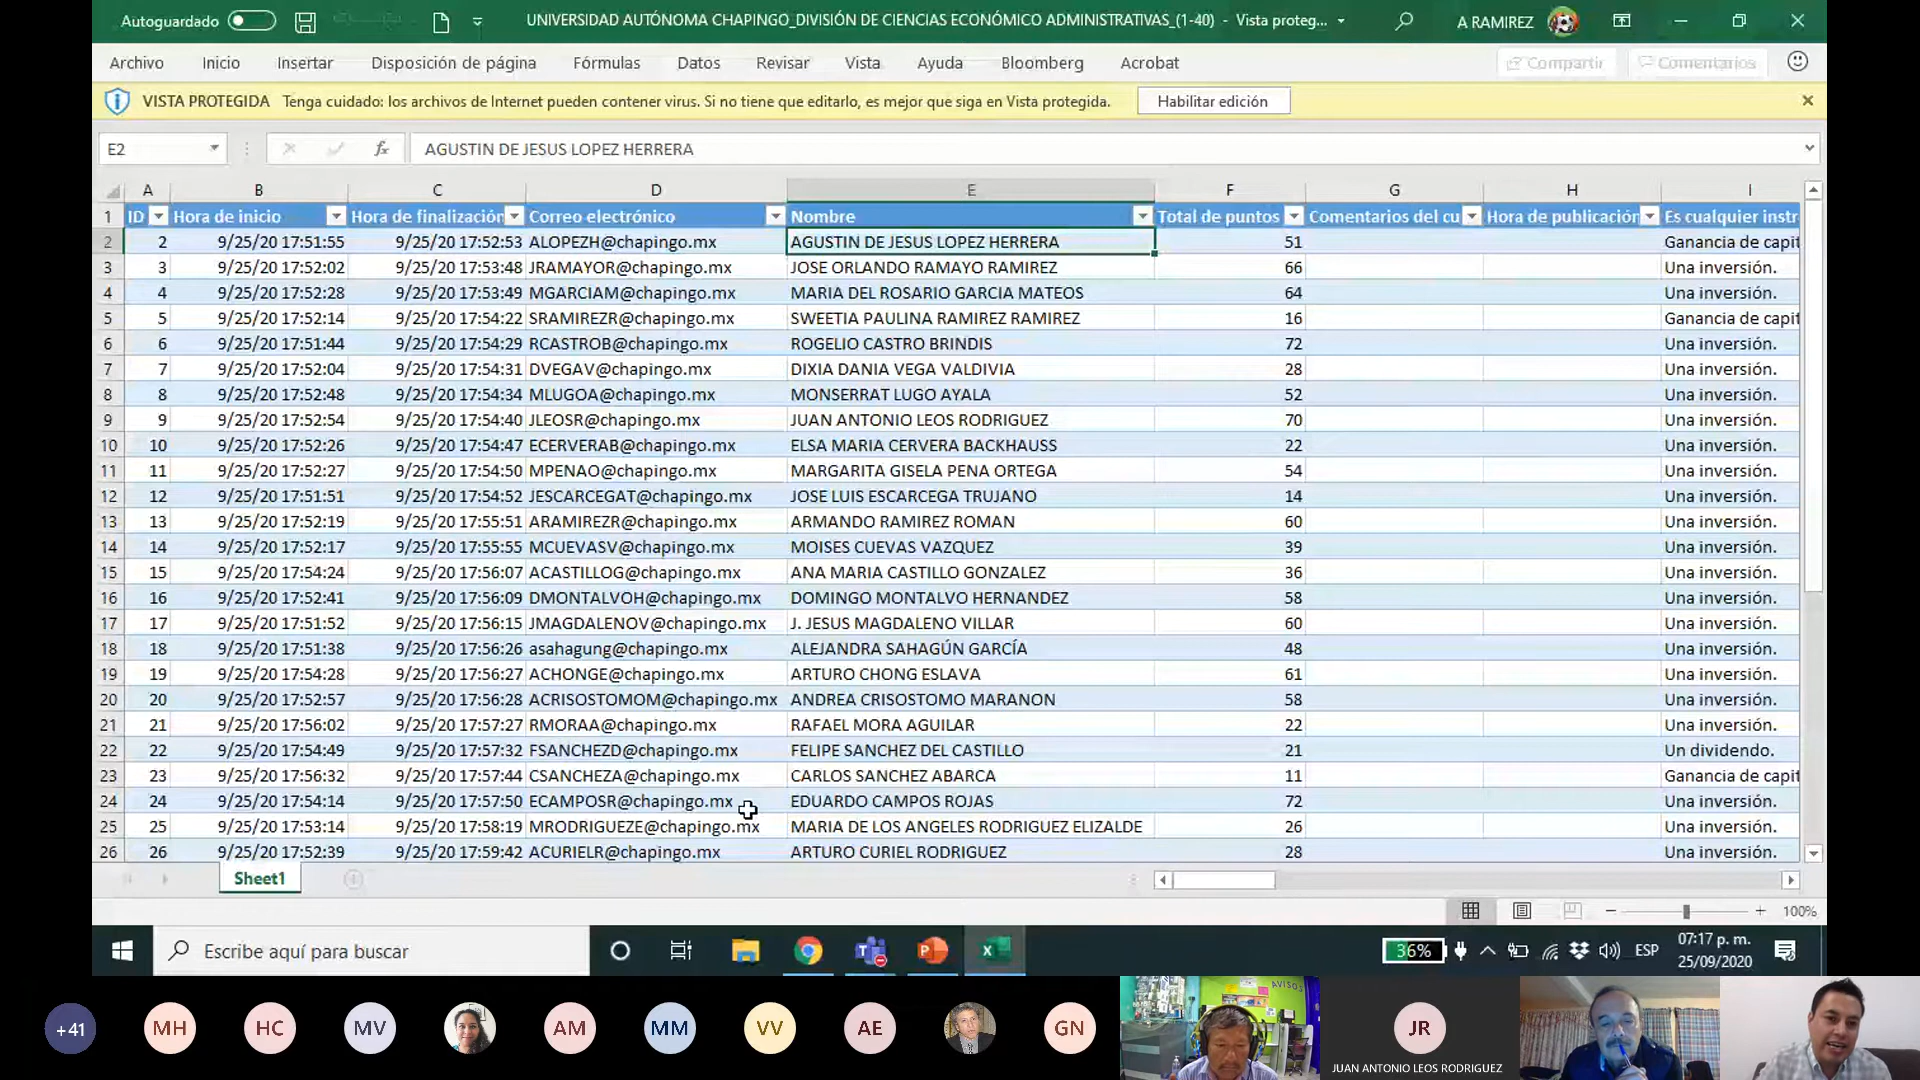 Autoguardado UNIVERSIDAD AUTÓNOMA CHAPINGO_DIVISIÓN DE CIENCIAS ECONÓMICO ADMINISTRATIVAS_(1-40) - Vista proteg... A RAMIREZ
Archivo Inicio Insertar Disposición de página Fórmulas Datos Revisar Vista Ayuda Bloomberg Acrobat Compartir Comentarios
VISTA PROTEGIDA Tenga cuidado: los archivos de Internet pueden contener virus. Si no tiene que editarlo, es mejor que siga en Vista protegida. Habilitar edición
E2 fx AGUSTIN DE JESUS LOPEZ HERRERA
A B C D E F G H I
1 ID Hora de inicio Hora de finalización Correo electrónico Nombre Total de puntos Comentarios del cu Hora de publicación Es cualquier instr
2 2 9/25/20 17:51:55 9/25/20 17:52:53 ALOPEZH@chapingo.mx AGUSTIN DE JESUS LOPEZ HERRERA 51 Ganancia de capit
3 3 9/25/20 17:52:02 9/25/20 17:53:48 JRAMAYOR@chapingo.mx JOSE ORLANDO RAMAYO RAMIREZ 66 Una inversión.
4 4 9/25/20 17:52:28 9/25/20 17:53:49 MGARCIAM@chapingo.mx MARIA DEL ROSARIO GARCIA MATEOS 64 Una inversión.
5 5 9/25/20 17:52:14 9/25/20 17:54:22 SRAMIREZR@chapingo.mx SWEETIA PAULINA RAMIREZ RAMIREZ 16 Ganancia de capit
6 6 9/25/20 17:51:44 9/25/20 17:54:29 RCASTROB@chapingo.mx ROGELIO CASTRO BRINDIS 72 Una inversión.
7 7 9/25/20 17:52:04 9/25/20 17:54:31 DVEGAV@chapingo.mx DIXIA DANIA VEGA VALDIVIA 28 Una inversión.
8 8 9/25/20 17:52:48 9/25/20 17:54:34 MLUGOA@chapingo.mx MONSERRAT LUGO AYALA 52 Una inversión.
9 9 9/25/20 17:52:54 9/25/20 17:54:40 JLEOSR@chapingo.mx JUAN ANTONIO LEOS RODRIGUEZ 70 Una inversión.
10 10 9/25/20 17:52:26 9/25/20 17:54:47 ECERVERAB@chapingo.mx ELSA MARIA CERVERA BACKHAUSS 22 Una inversión.
11 11 9/25/20 17:52:27 9/25/20 17:54:50 MPENAO@chapingo.mx MARGARITA GISELA PENA ORTEGA 54 Una inversión.
12 12 9/25/20 17:51:51 9/25/20 17:54:52 JESCARCEGAT@chapingo.mx JOSE LUIS ESCARCEGA TRUJANO 14 Una inversión.
13 13 9/25/20 17:52:19 9/25/20 17:55:51 ARAMIREZR@chapingo.mx ARMANDO RAMIREZ ROMAN 60 Una inversión.
14 14 9/25/20 17:52:17 9/25/20 17:55:55 MCUEVASV@chapingo.mx MOISES CUEVAS VAZQUEZ 39 Una inversión.
15 15 9/25/20 17:54:24 9/25/20 17:56:07 ACASTILLOG@chapingo.mx ANA MARIA CASTILLO GONZALEZ 36 Una inversión.
16 16 9/25/20 17:52:41 9/25/20 17:56:09 DMONTALVOH@chapingo.mx DOMINGO MONTALVO HERNANDEZ 58 Una inversión.
17 17 9/25/20 17:51:52 9/25/20 17:56:15 JMAGDALENOV@chapingo.mx J. JESUS MAGDALENO VILLAR 60 Una inversión.
18 18 9/25/20 17:51:38 9/25/20 17:56:26 asahagung@chapingo.mx ALEJANDRA SAHAGÚN GARCÍA 48 Una inversión.
19 19 9/25/20 17:54:28 9/25/20 17:56:27 ACHONGE@chapingo.mx ARTURO CHONG ESLAVA 61 Una inversión.
20 20 9/25/20 17:52:57 9/25/20 17:56:28 ACRISOSTOMOM@chapingo.mx ANDREA CRISOSTOMO MARANON 58 Una inversión.
21 21 9/25/20 17:56:02 9/25/20 17:57:27 RMORAA@chapingo.mx RAFAEL MORA AGUILAR 22 Una inversión.
22 22 9/25/20 17:54:49 9/25/20 17:57:32 FSANCHEZD@chapingo.mx FELIPE SANCHEZ DEL CASTILLO 21 Un dividendo.
23 23 9/25/20 17:56:32 9/25/20 17:57:44 CSANCHEZA@chapingo.mx CARLOS SANCHEZ ABARCA 11 Ganancia de capit
24 24 9/25/20 17:54:14 9/25/20 17:57:50 ECAMPOSR@chapingo.mx EDUARDO CAMPOS ROJAS 72 Una inversión.
25 25 9/25/20 17:53:14 9/25/20 17:58:19 MRODRIGUEZE@chapingo.mx MARIA DE LOS ANGELES RODRIGUEZ ELIZALDE 26 Una inversión.
26 26 9/25/20 17:52:39 9/25/20 17:59:42 ACURIELR@chapingo.mx ARTURO CURIEL RODRIGUEZ 28 Una inversión.
Sheet1
100%
Escribe aquí para buscar 36% ESP 07:17 p. m.
25/09/2020
+41 MH HC MV AM MM VV AE GN AVISOS JR
JUAN ANTONIO LEOS RODRIGUEZ